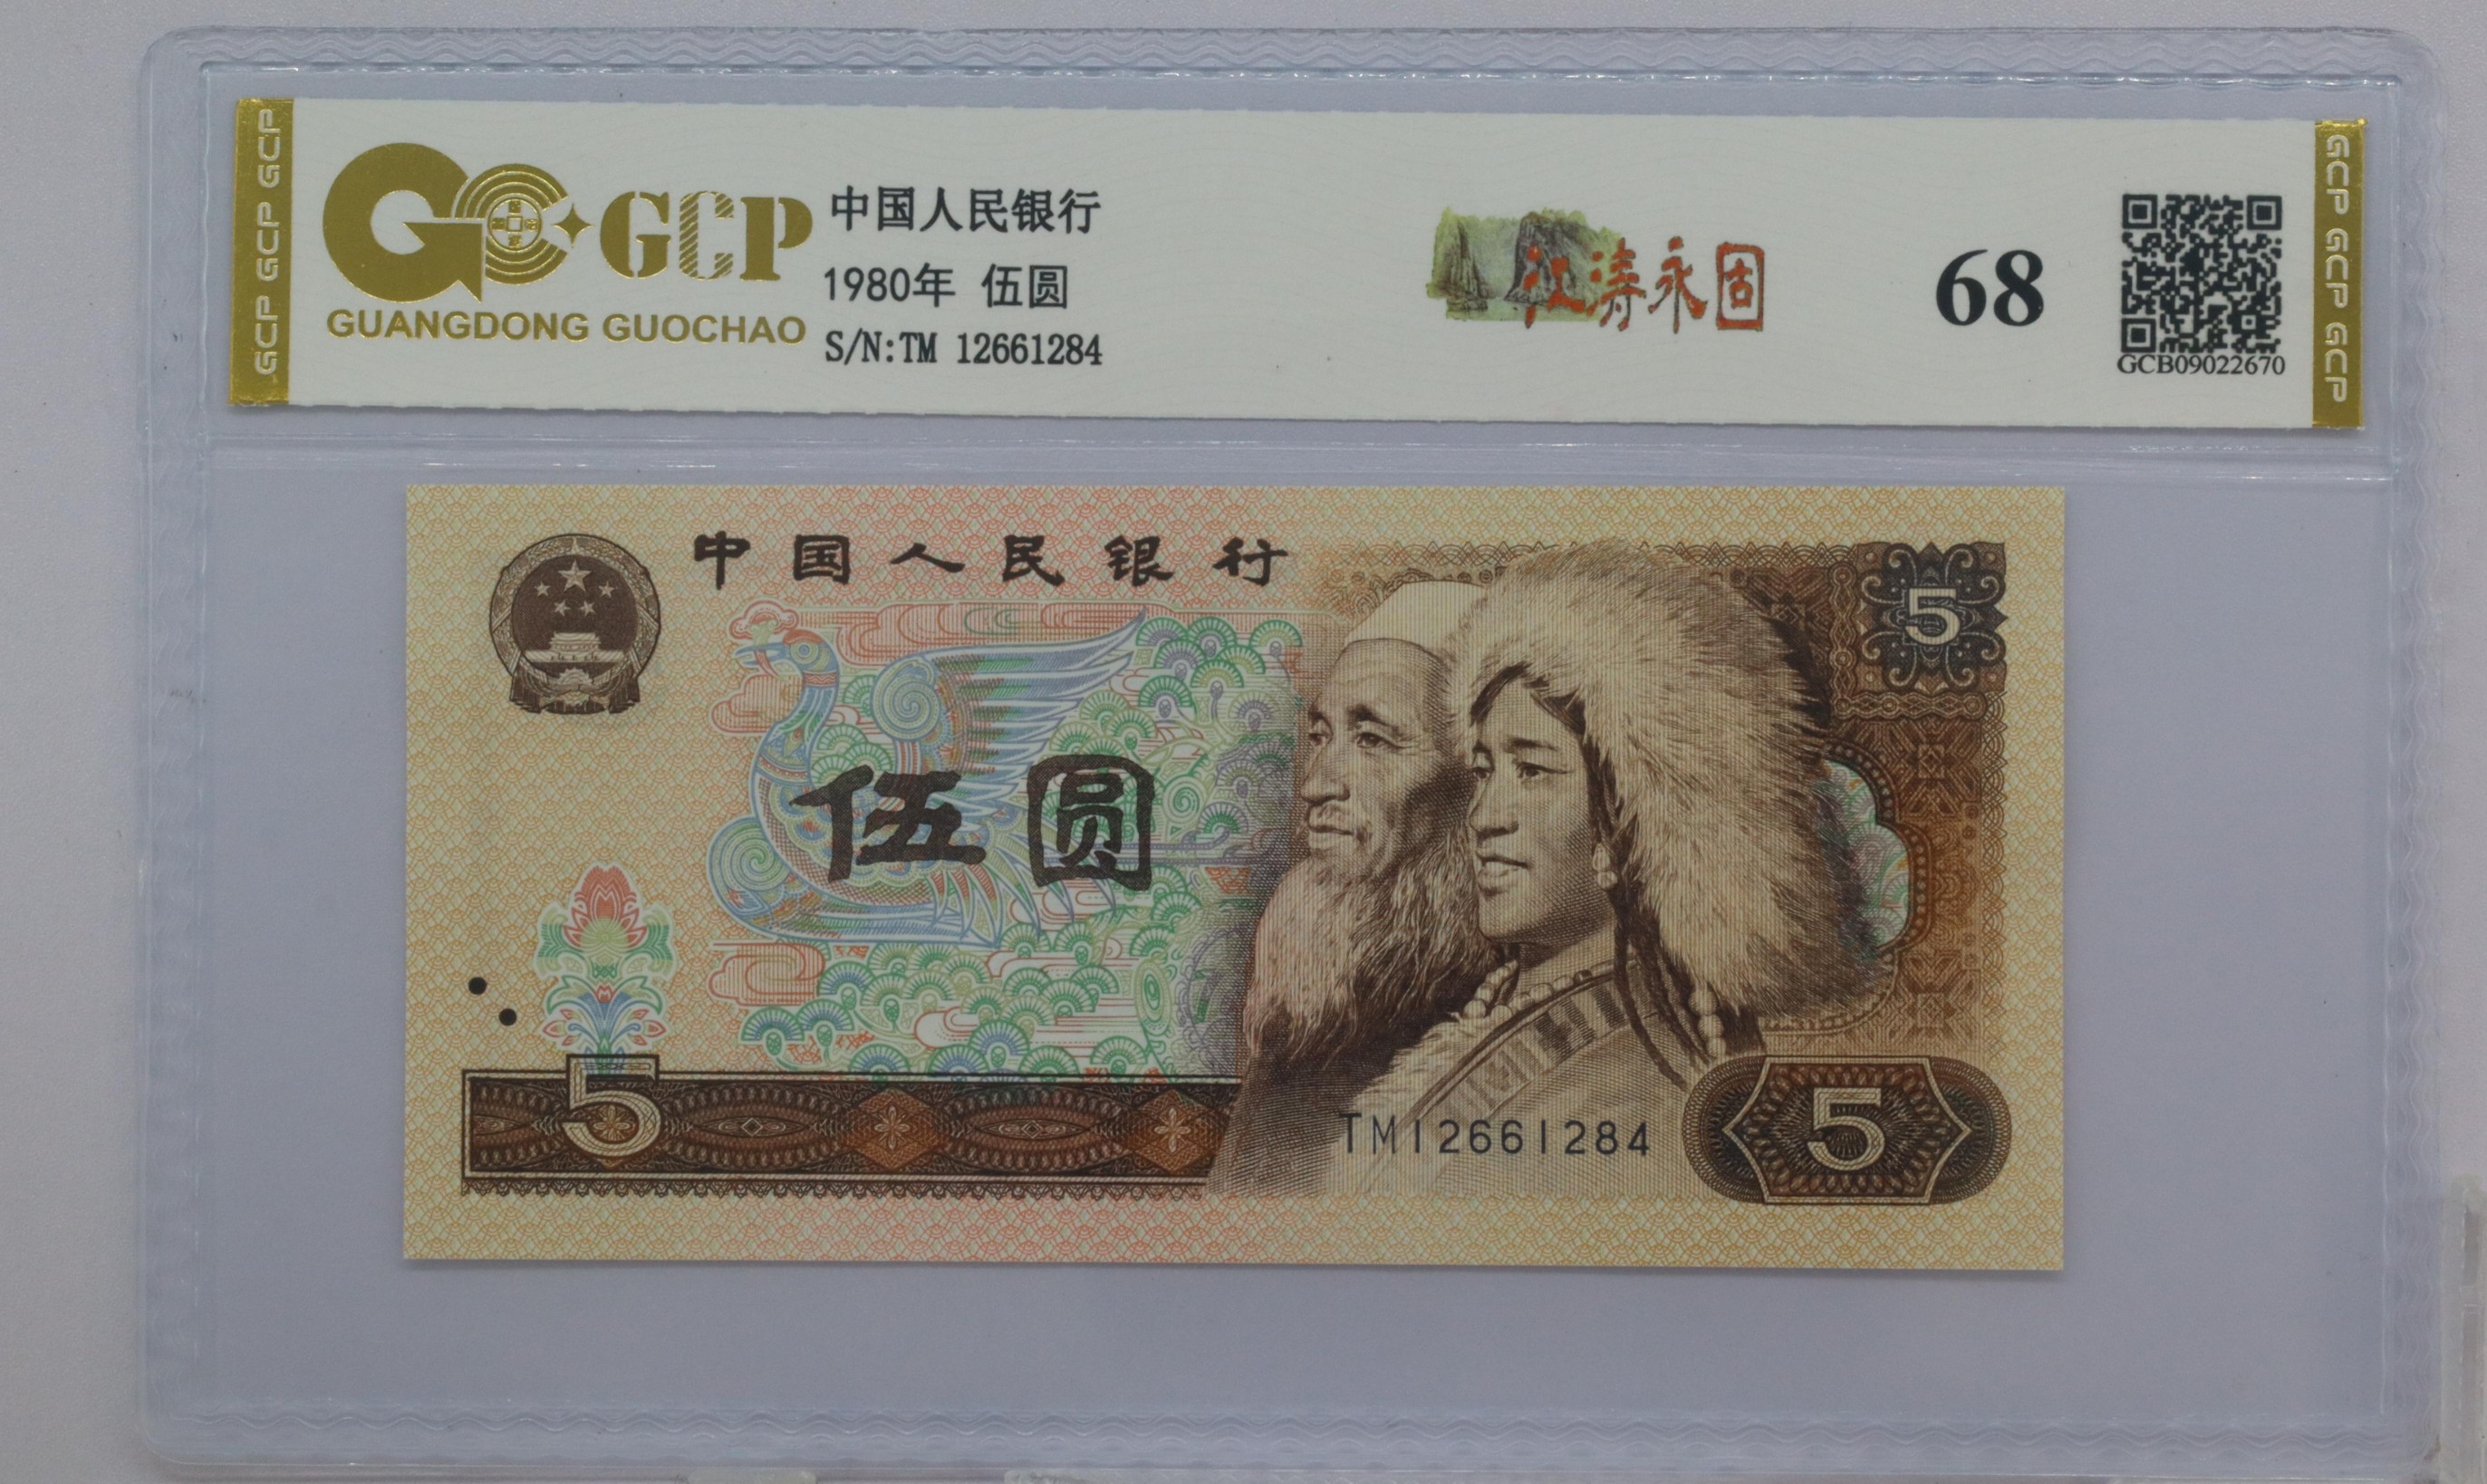 GCP GCP GCP
GCP
GUANGDONG GUOCHAO
中国人民银行
1980年 伍圆
S/N:TM 12661284
江涛永固
68
GCB09022670
GCP GCP GCP
中国人民银行
5
伍圆
5
TM12661284
5